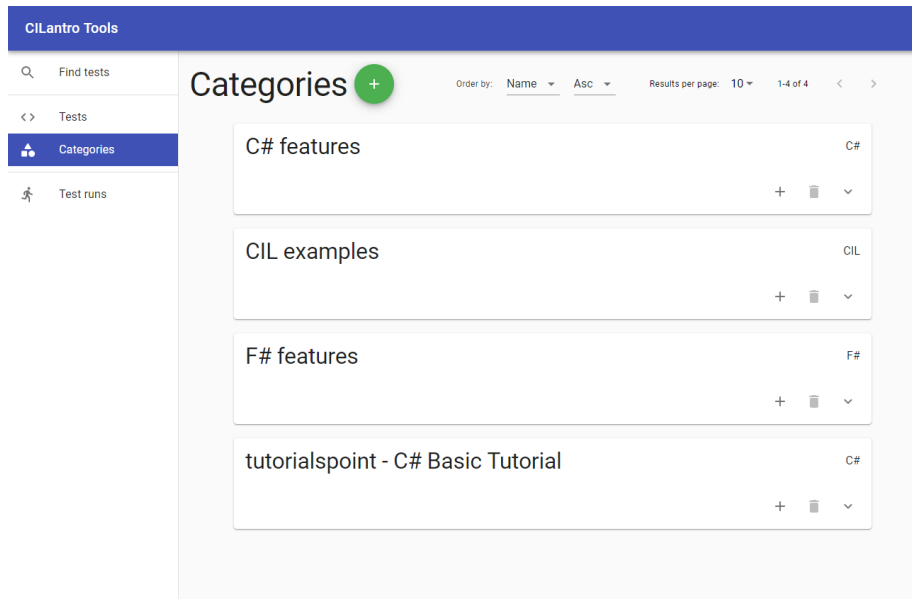 CILantro Tools
Find tests
Tests
Categories
Test runs
Categories
Order by: Name Asc Results per page: 10 1-4 of 4
C# features C#
CIL examples CIL
F# features F#
tutorialspoint - C# Basic Tutorial C#